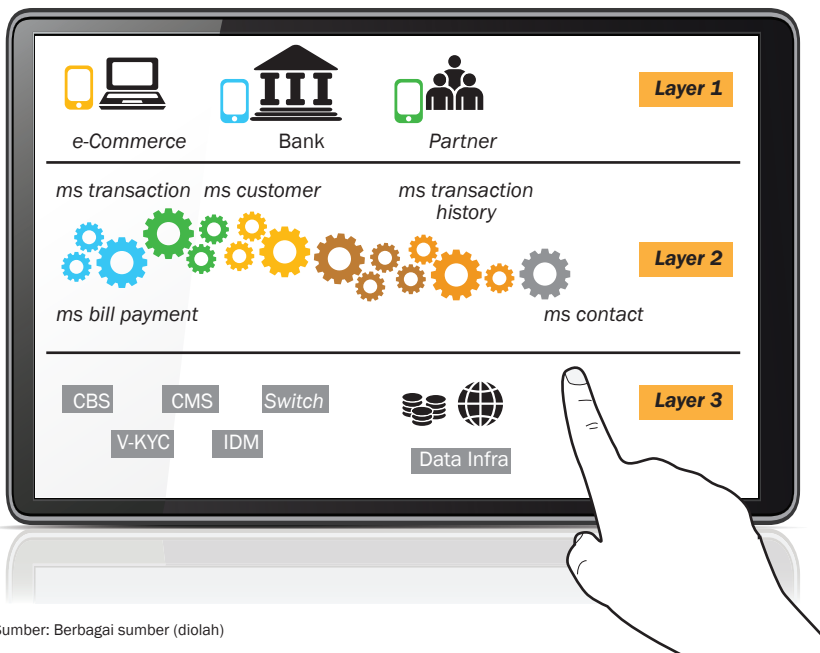 Layer 1
e-Commerce
Bank
Partner
ms transaction
ms customer
ms transaction
history
Layer 2
ms bill payment
ms contact
CBS
CMS
Switch
Layer 3
V-KYC
IDM
Data Infra
Sumber: Berbagai sumber (diolah)